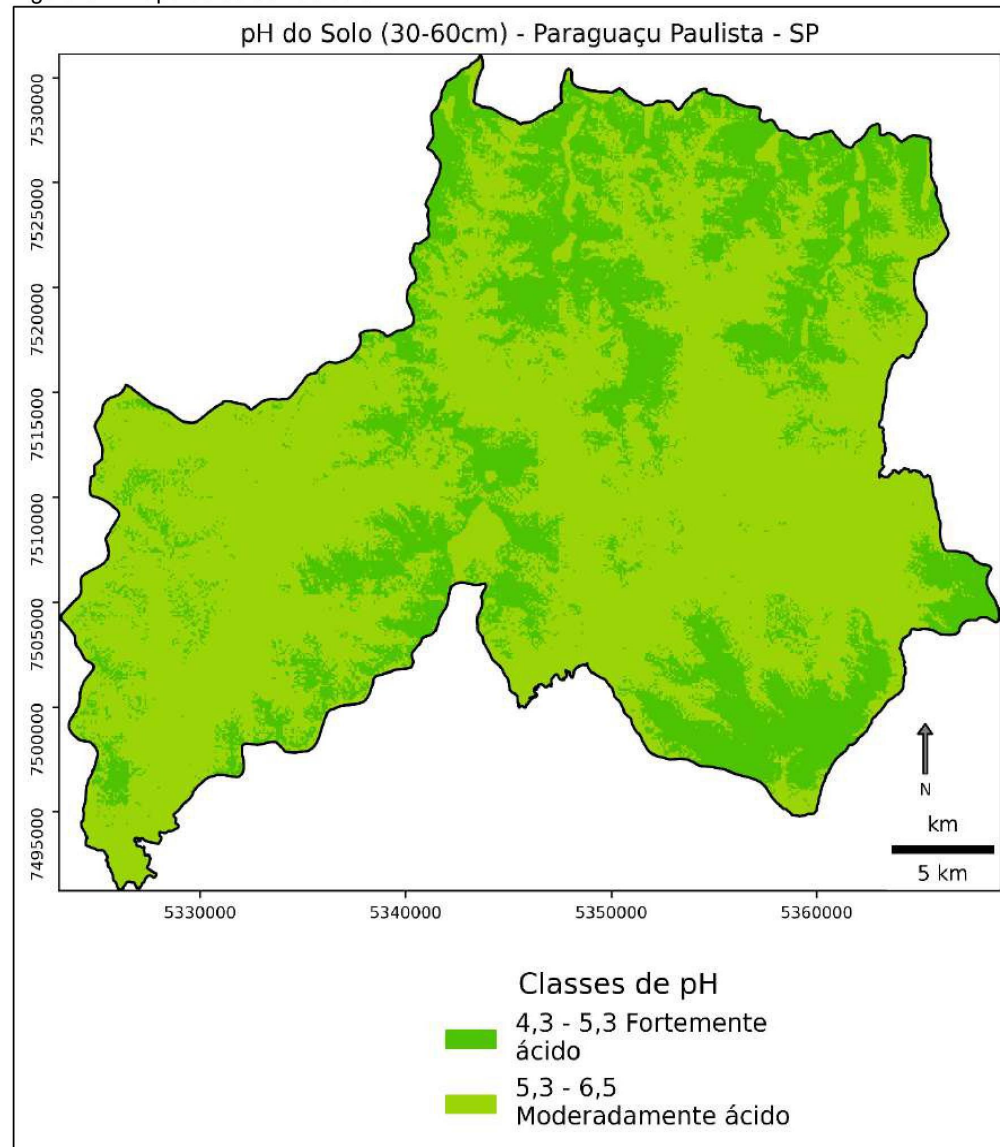 pH do Solo (30-60cm) - Paraguaçu Paulista - SP
7530000
7525000
7520000
7515000
7510000
7505000
7500000
7495000
N
km
5 km
5330000
5340000
5350000
5360000
Classes de pH
4,3 - 5,3 Fortemente
ácido
5,3 - 6,5
Moderadamente ácido